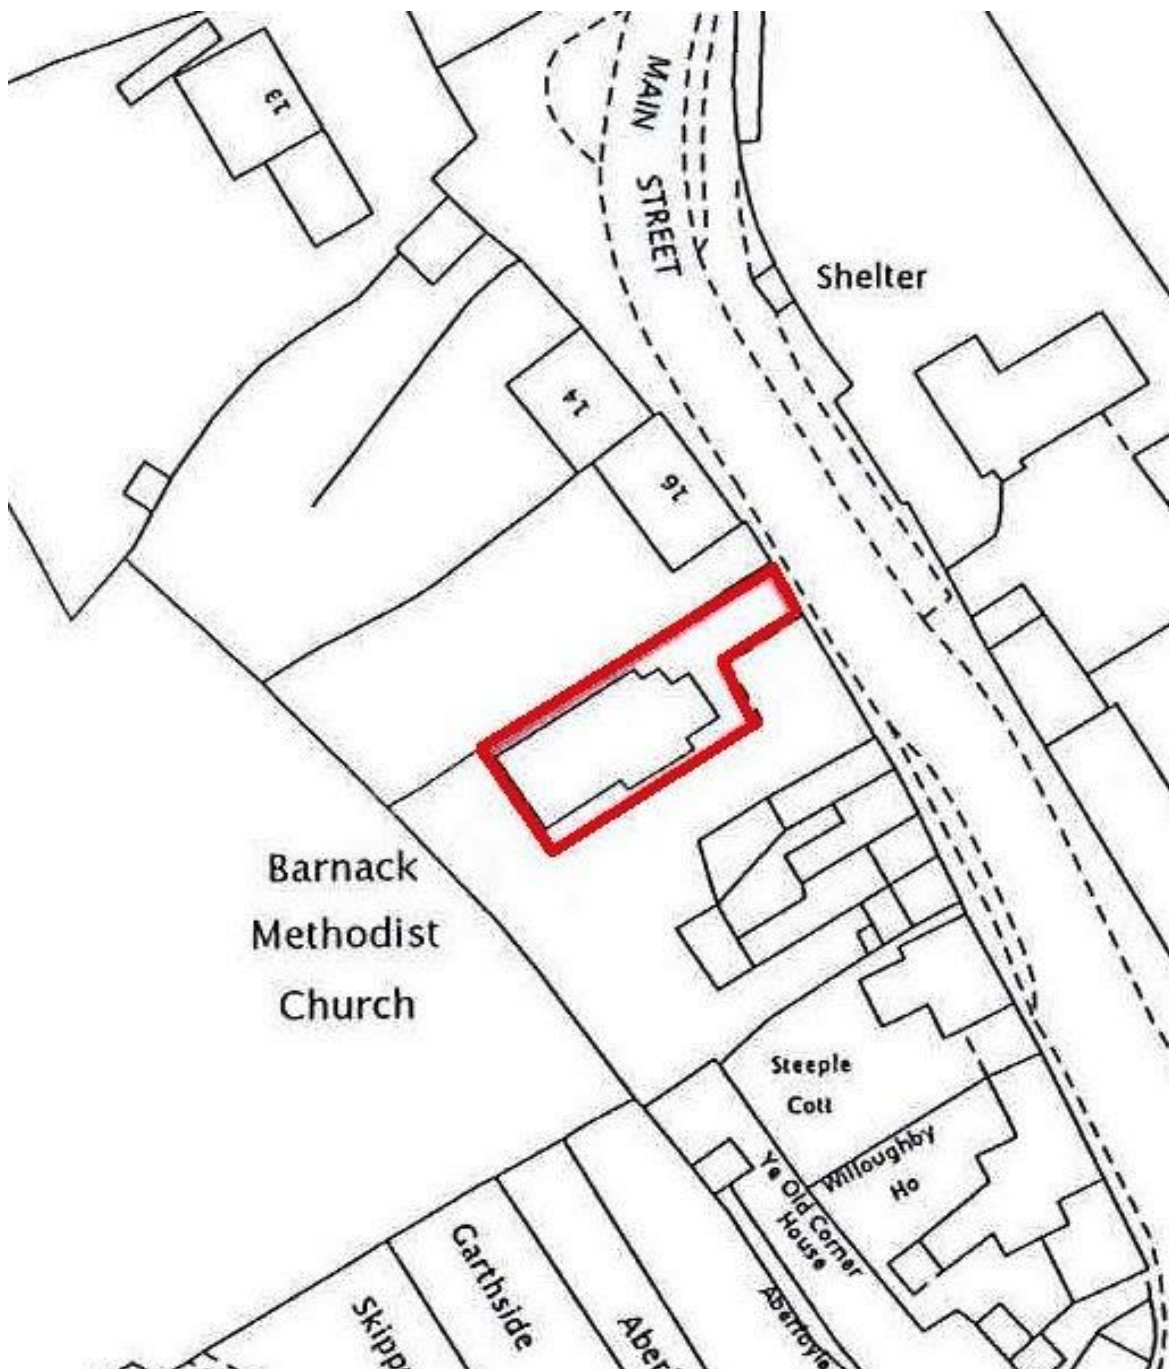 13
MAIN
STREET
Shelter
14
16
Barnack
Methodist
Church
Steeple
Cott
Willoughby
Ho
Ye Old Corner
House
Garthside
Skipp
Aber
Aberfoyle